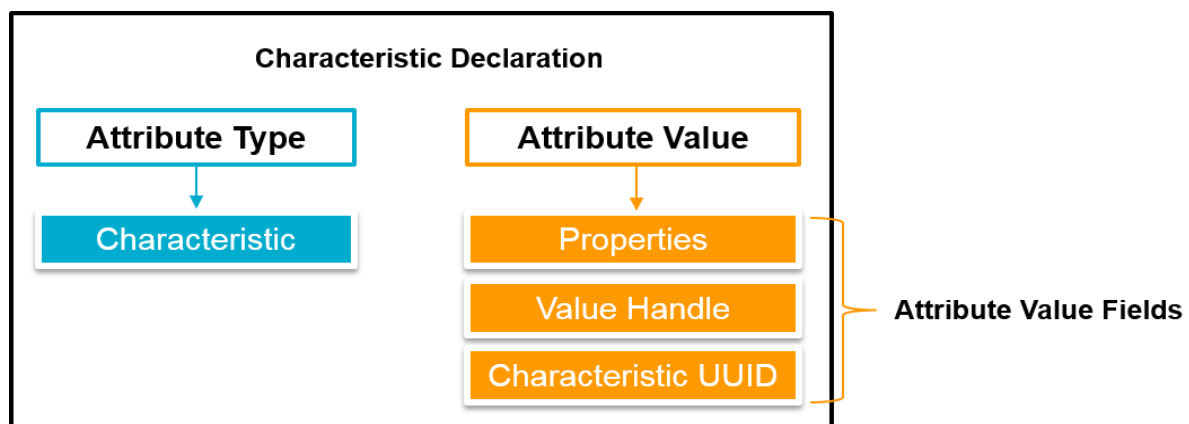 Characteristic Declaration
Attribute Type
Attribute Value
Characteristic
Properties
Value Handle
Characteristic UUID
Attribute Value Fields